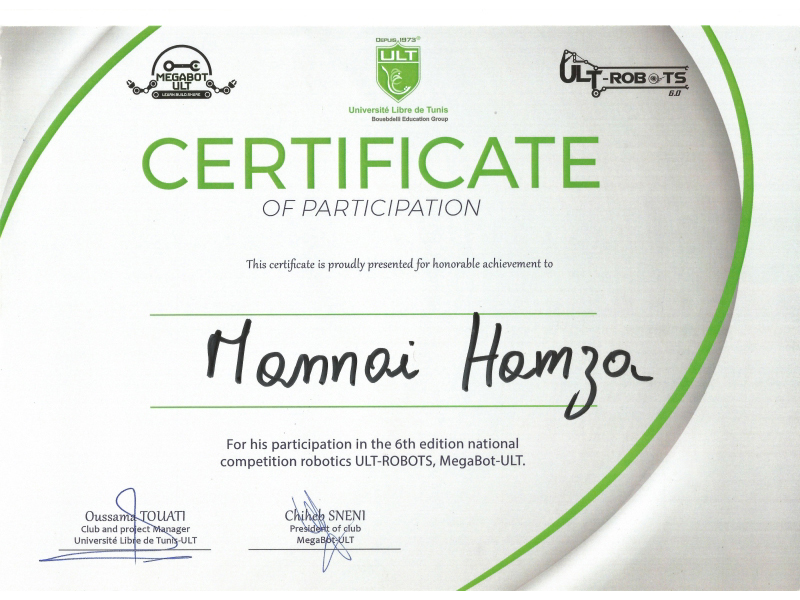 MEGABOT
ULT
LEARN.BUILD.SHARE
DEPUIS 1973
ULT
Université Libre de Tunis
Bouebdelli Education Group
ULT-ROBOTS
6.0
CERTIFICATE
OF PARTICIPATION
This certificate is proudly presented for honorable achievement to
Mannai Hamza
For his participation in the 6th edition national
competition robotics ULT-ROBOTS, MegaBot-ULT.
Oussama TOUATI
Club and project Manager
Université Libre de Tunis-ULT
Chiheb SNENI
President of club
MegaBot-ULT